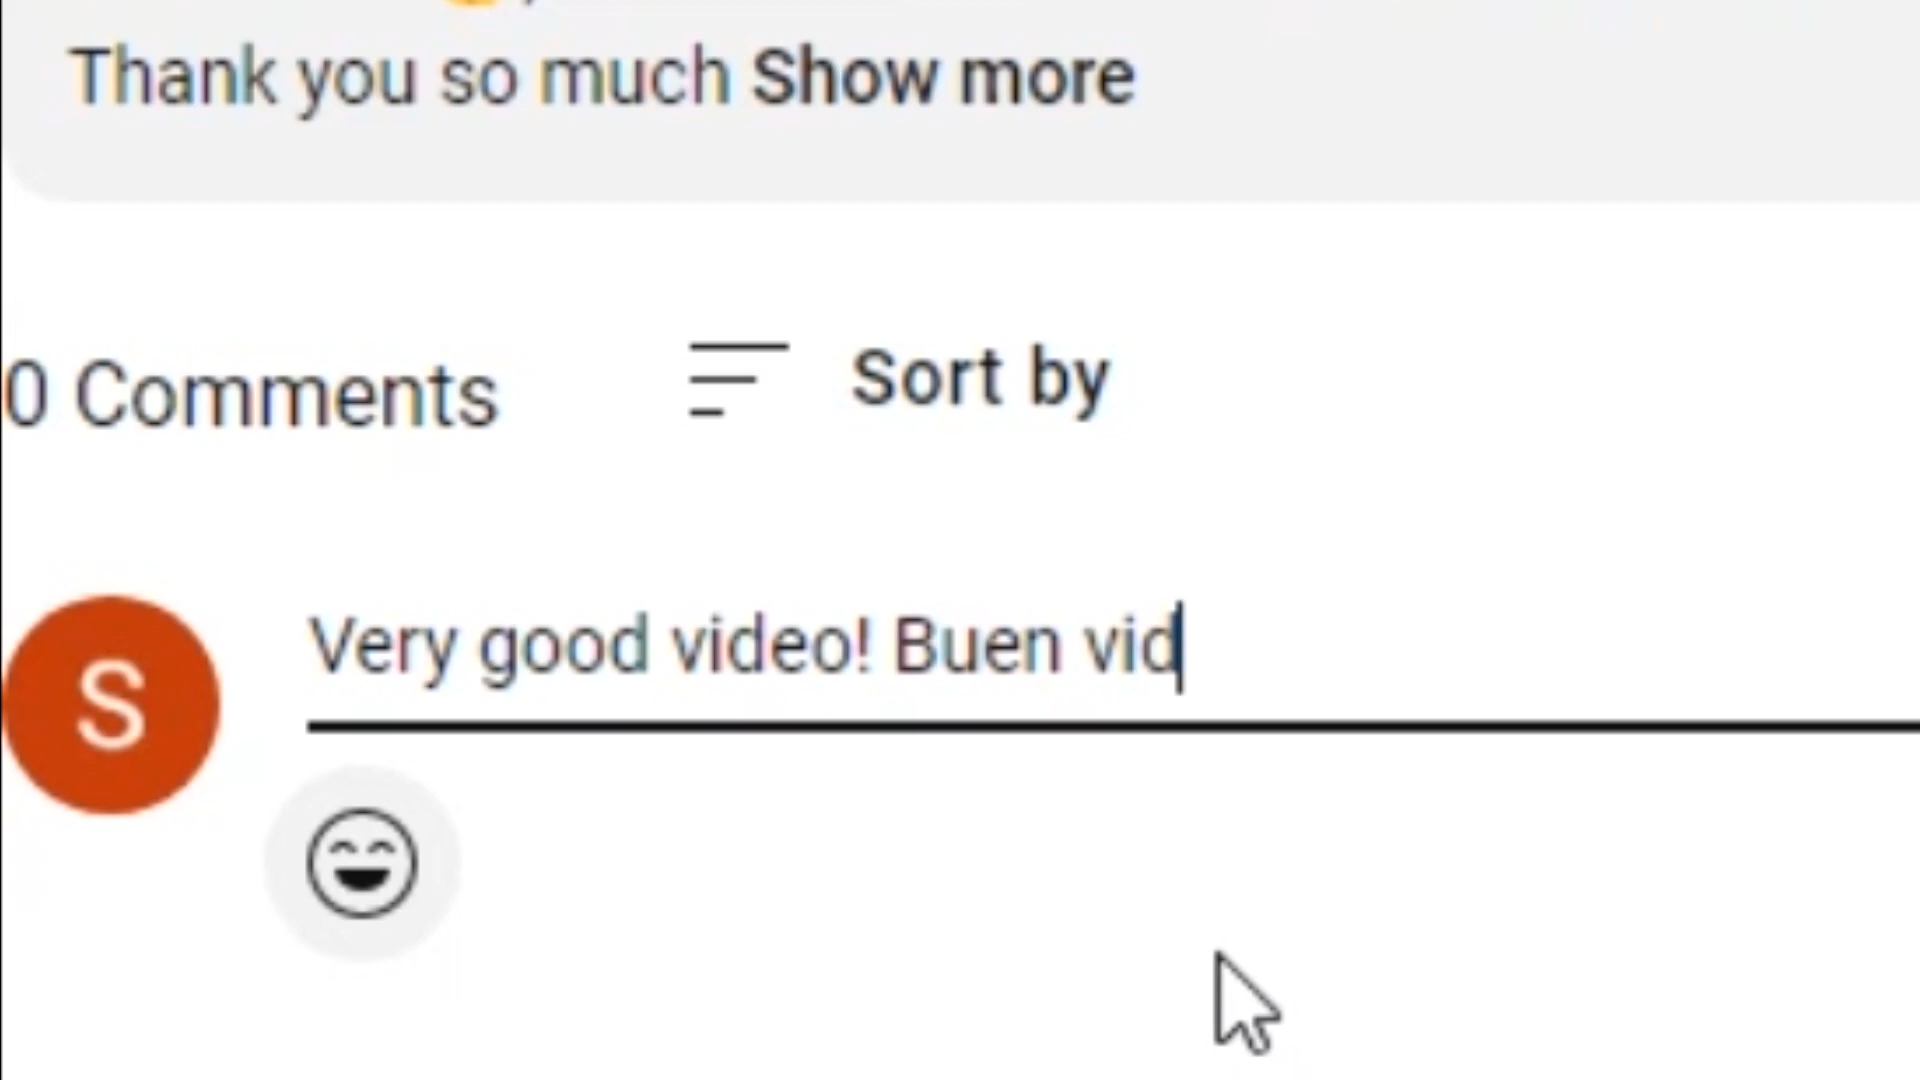 Thank you so much Show more
0 Comments
Sort by
S
Very good video! Buen vid